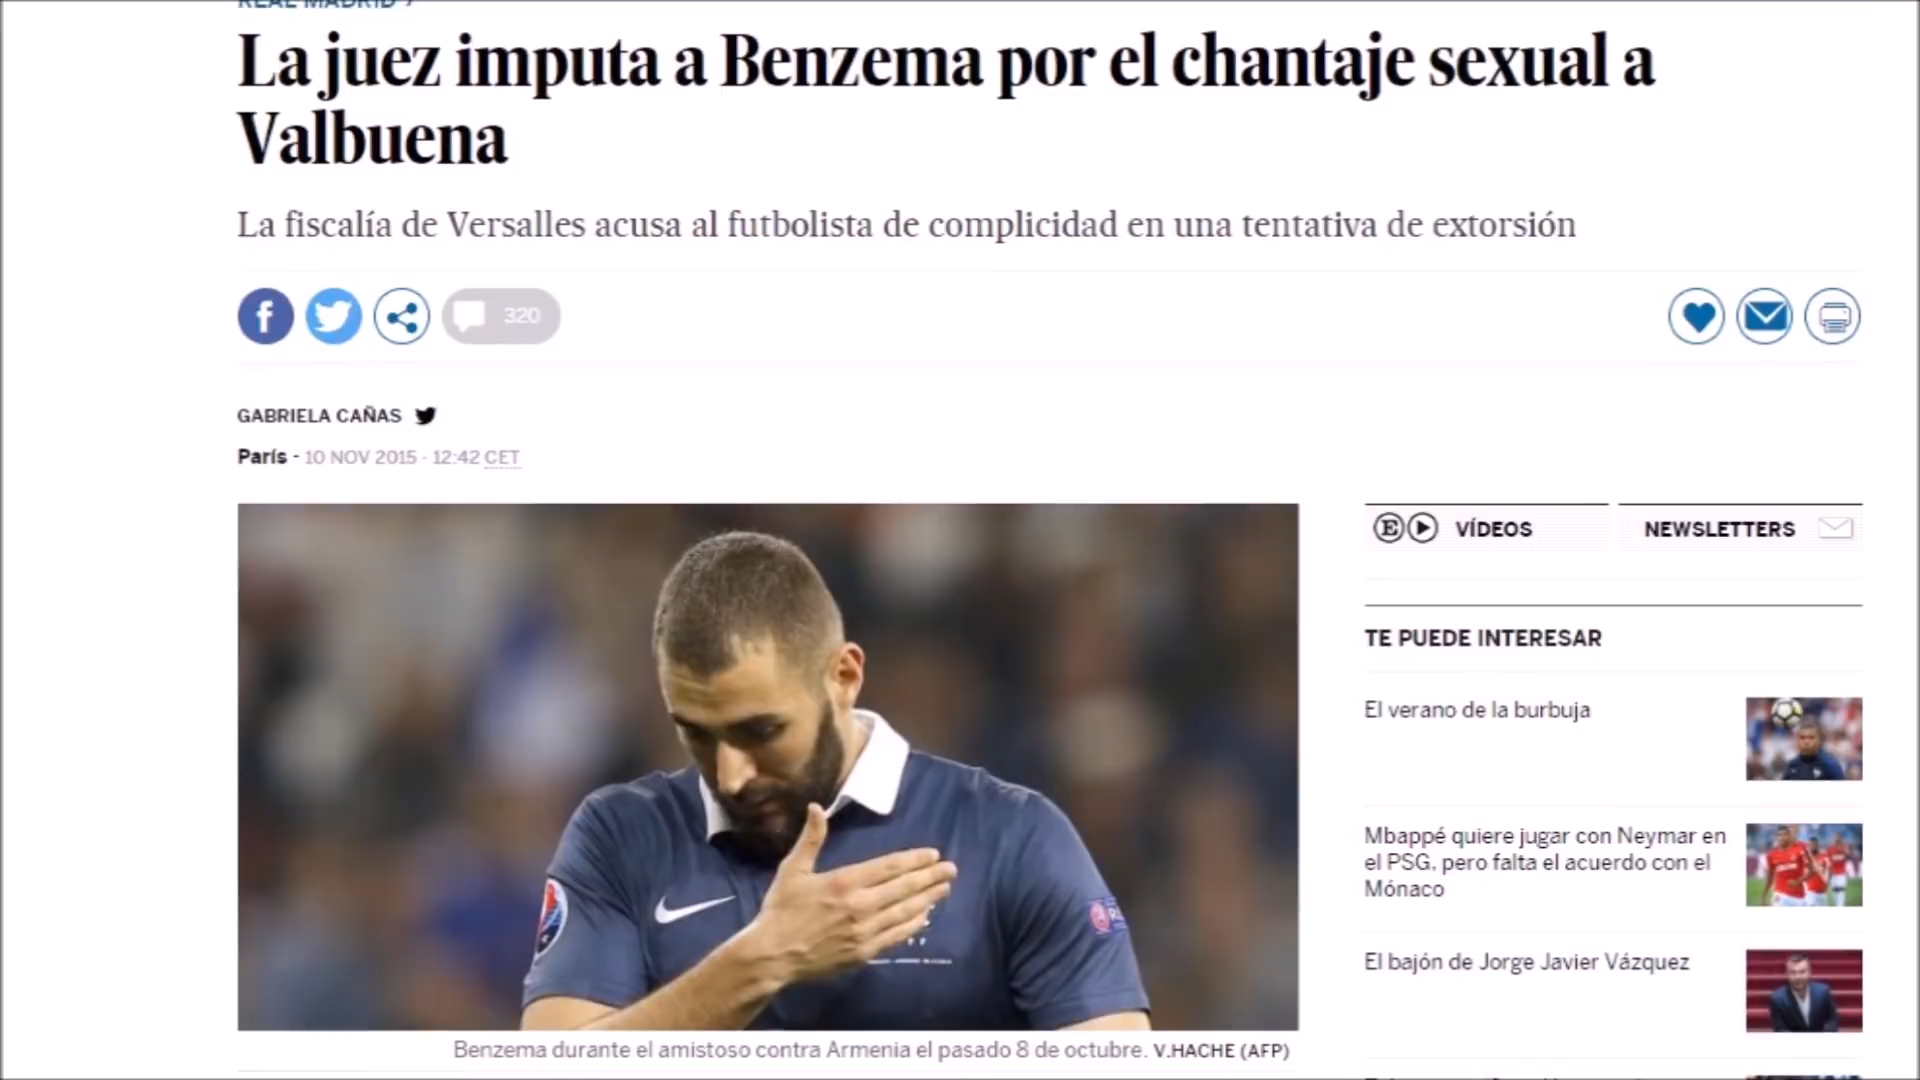 REAL MADRID
La juez imputa a Benzema por el chantaje sexual a
Valbuena
La fiscalía de Versalles acusa al futbolista de complicidad en una tentativa de extorsión
320
GABRIELA CAÑAS
París - 10 NOV 2015 - 12:42 CET
VÍDEOS
NEWSLETTERS
TE PUEDE INTERESAR
El verano de la burbuja
Mbappé quiere jugar con Neymar en
el PSG, pero falta el acuerdo con el
Mónaco
El bajón de Jorge Javier Vázquez
Benzema durante el amistoso contra Armenia el pasado 8 de octubre. V.HACHE (AFP)